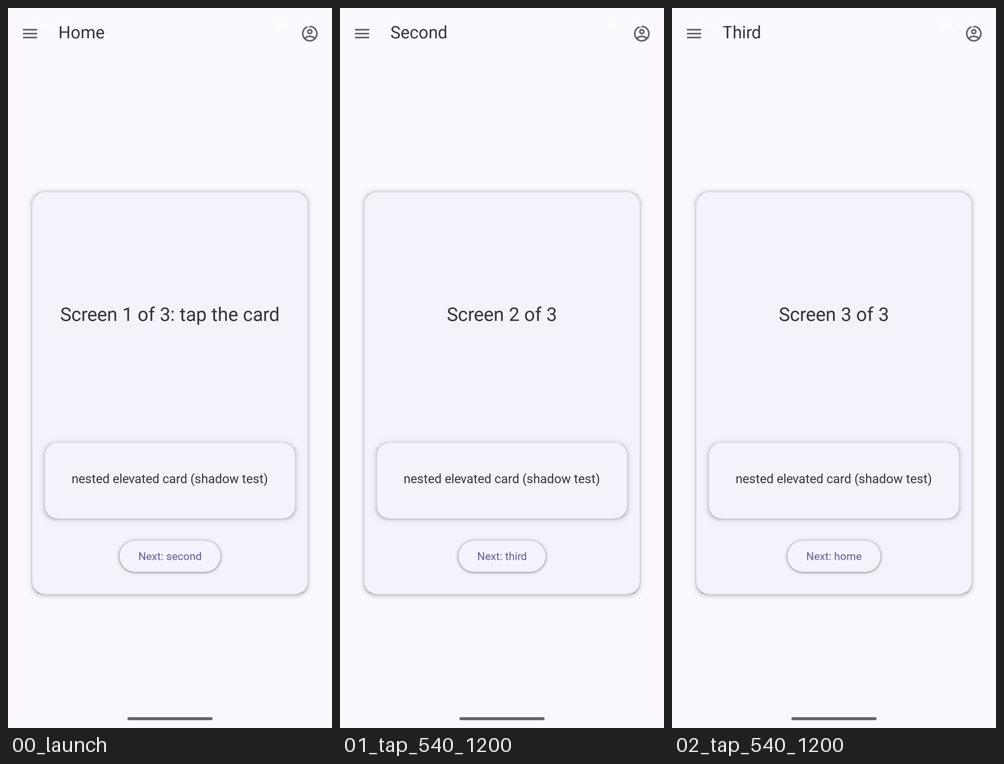 Home
Screen 1 of 3: tap the card
nested elevated card (shadow test)
Next: second
00_launch
Second
Screen 2 of 3
nested elevated card (shadow test)
Next: third
01_tap_540_1200
Third
Screen 3 of 3
nested elevated card (shadow test)
Next: home
02_tap_540_1200